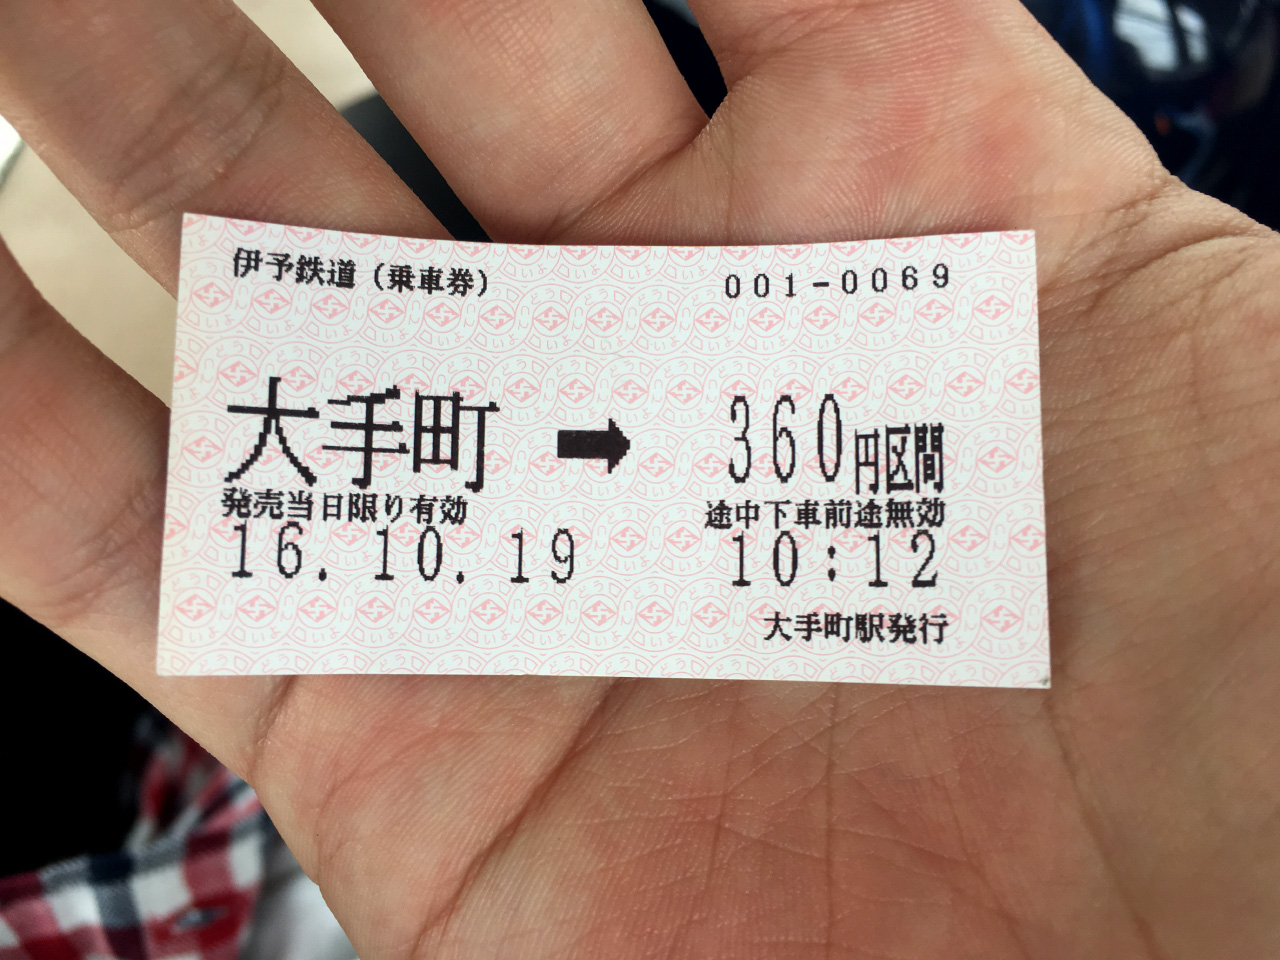 伊予鉄道（乗車券） 001-0069
大手町 ➡ 360円区間
発売当日限り有効 途中下車前途無効
16.10.19 10:12
大手町駅発行